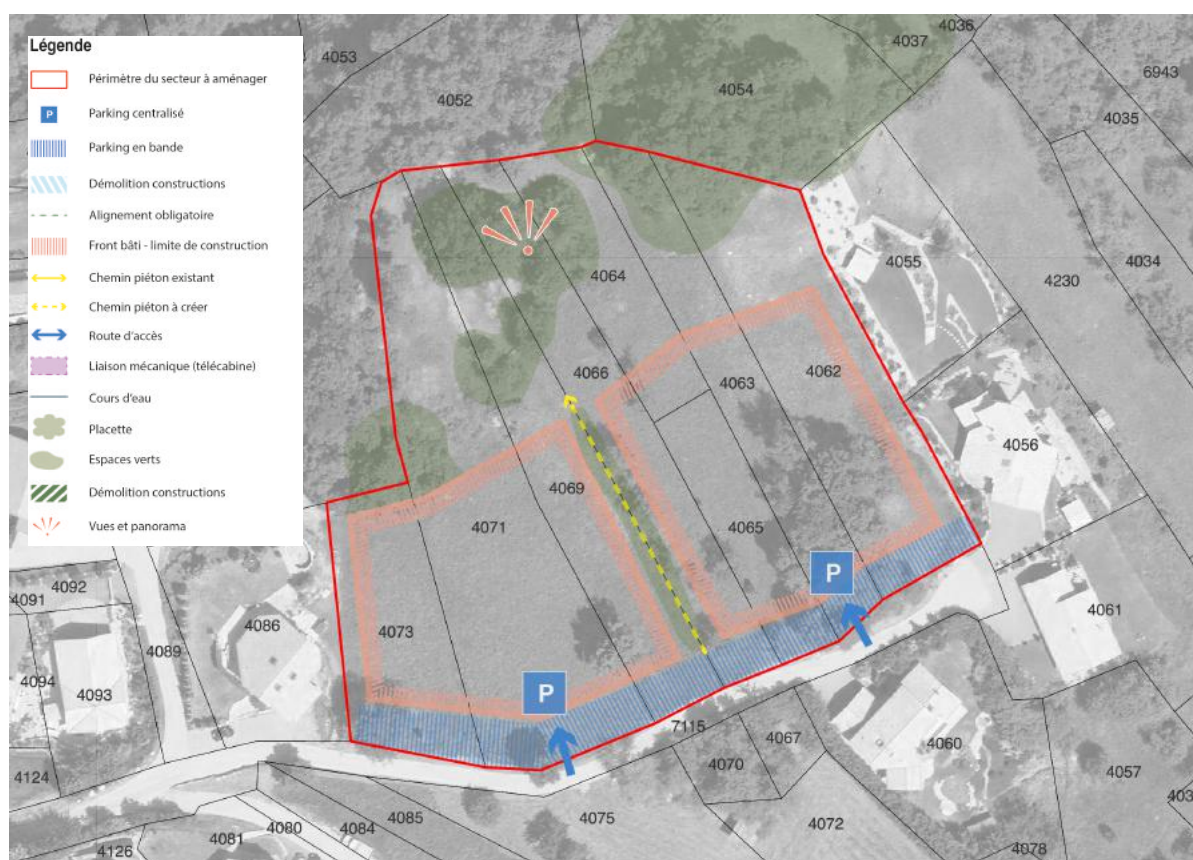 Légende
Périmètre du secteur à aménager
P
Parking centralisé
Parking en bande
Démolition constructions
Alignement obligatoire
Front bâti - limite de construction
Chemin piéton existant
Chemin piéton à créer
Route d'accès
Liaison mécanique (télécabine)
Cours d'eau
Placette
Espaces verts
Démolition constructions
Vues et panorama
4036
4037
4053
6943
4054
4052
4035
4055
4034
4064
4230
4066
4062
4063
4056
4069
4071
4065
P
4092
4091
4061
4086
4073
4089
4094
4093
P
7115
4067
4060
4070
4057
4124
403
4075
4085
4072
4084
4080
4081
4078
4126